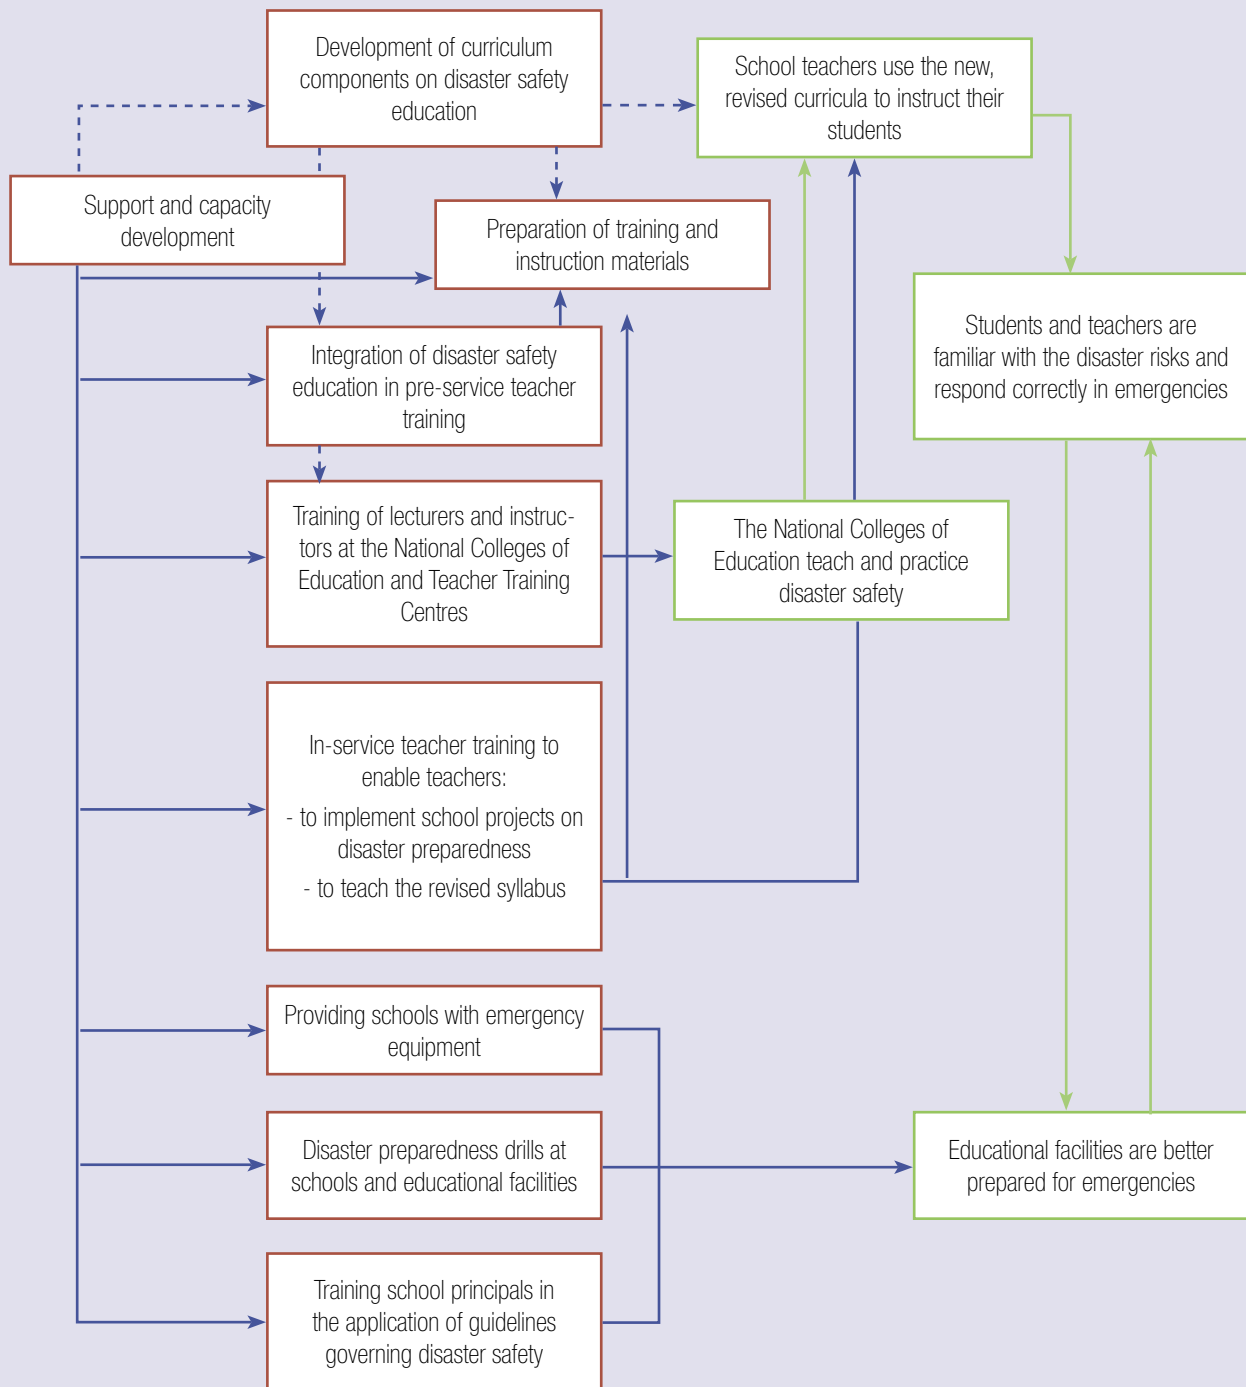 Development of curriculum
components on disaster safety
education
School teachers use the new,
revised curricula to instruct their
students
Support and capacity
development
Preparation of training and
instruction materials
Integration of disaster safety
education in pre-service teacher
training
Students and teachers are
familiar with the disaster risks and
respond correctly in emergencies
Training of lecturers and instruc-
tors at the National Colleges of
Education and Teacher Training
Centres
The National Colleges of
Education teach and practice
disaster safety
In-service teacher training to
enable teachers:
- to implement school projects on
disaster preparedness
- to teach the revised syllabus
Providing schools with emergency
equipment
Disaster preparedness drills at
schools and educational facilities
Educational facilities are better
prepared for emergencies
Training school principals in
the application of guidelines
governing disaster safety